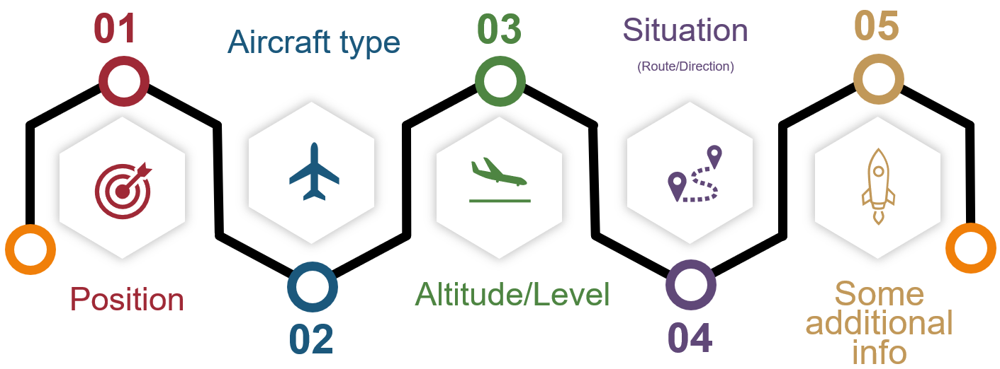 01
Position
Aircraft type
02
03
Altitude/Level
Situation
(Route/Direction)
04
05
Some
additional
info